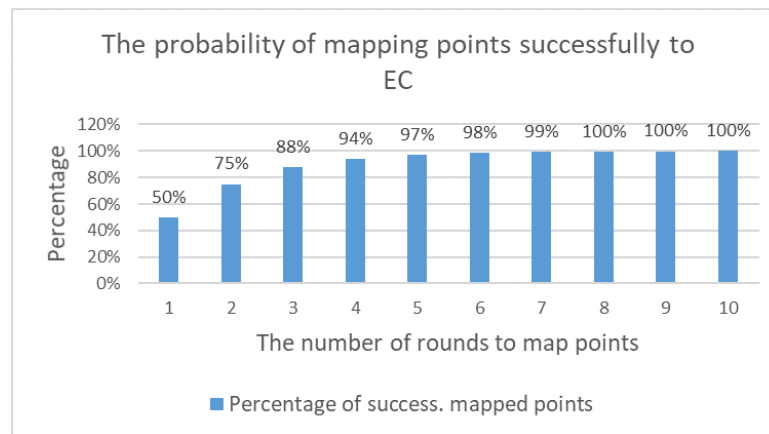 The probability of mapping points successfully to
EC
Percentage
120%
100%
80%
60%
40%
20%
0%
50%
75%
88%
94%
97%
98%
99%
100%
100%
100%
1 2 3 4 5 6 7 8 9 10
The number of rounds to map points
Percentage of success. mapped points